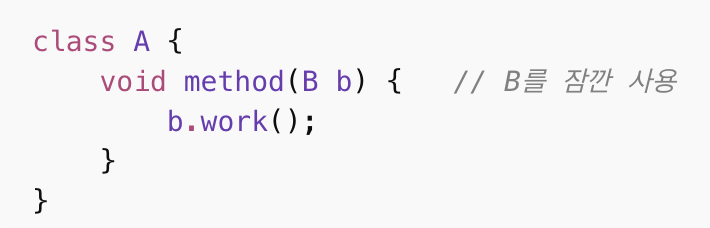 class A {
    void method(B b) {   // B를 잠깐 사용
        b.work();
    }
}